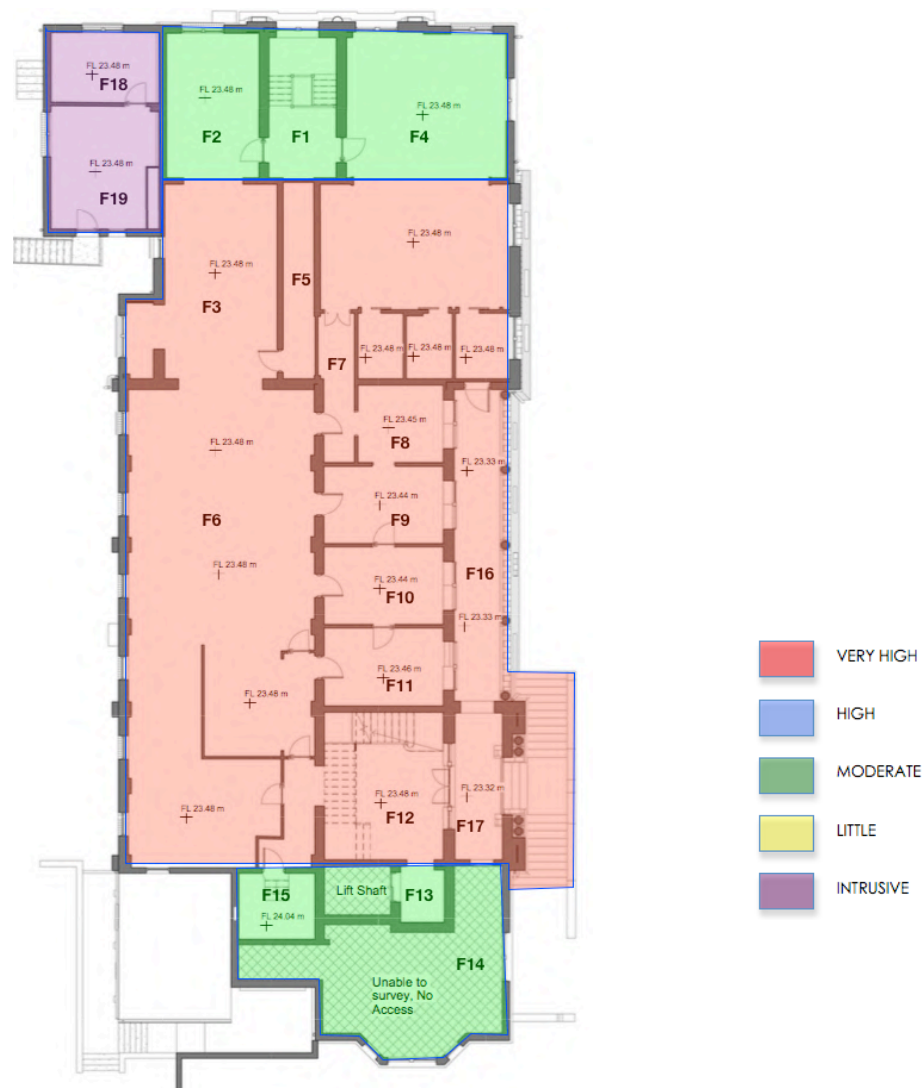 FL 23.48 m
F18
FL 23.48 m
F2
F1
FL 23.48 m
F4
FL 23.48 m
F19
FL 23.48 m
F3
F5
FL 23.48 m
F7
FL 23.48 m
FL 23.48 m
FL 23.48 m
FL 23.45 m
F8
FL 23.48 m
FL 23.33 m
F6
FL 23.44 m
F9
FL 23.48 m
FL 23.44 m
F10
F16
FL 23.33 m
FL 23.46 m
F11
FL 23.48 m
FL 23.48 m
FL 23.48 m
F12
FL 23.32 m
F17
F15
FL 24.04 m
Lift Shaft
F13
F14
Unable to
survey, No
Access
VERY HIGH
HIGH
MODERATE
LITTLE
INTRUSIVE